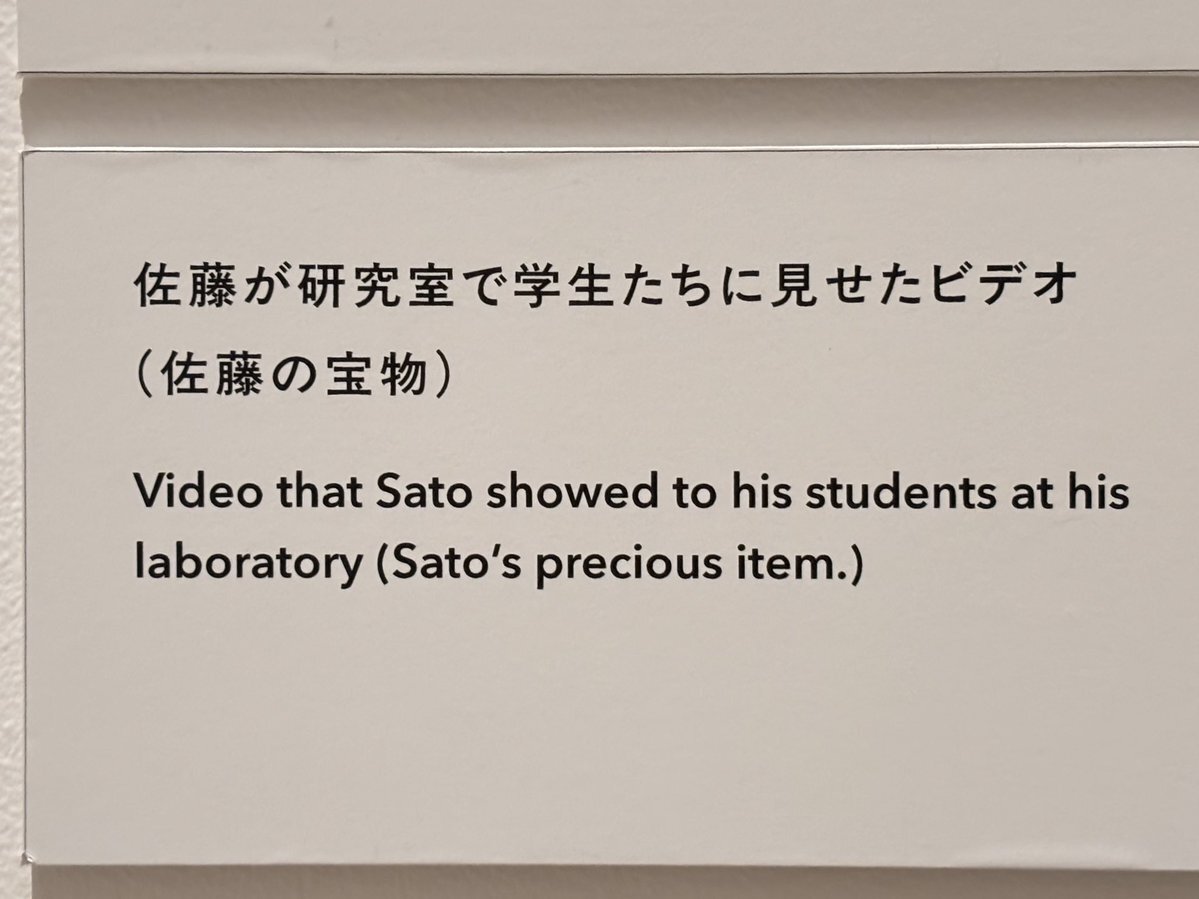 佐藤が研究室で学生たちに見せたビデオ
（佐藤の宝物）
Video that Sato showed to his students at his
laboratory (Sato’s precious item.)